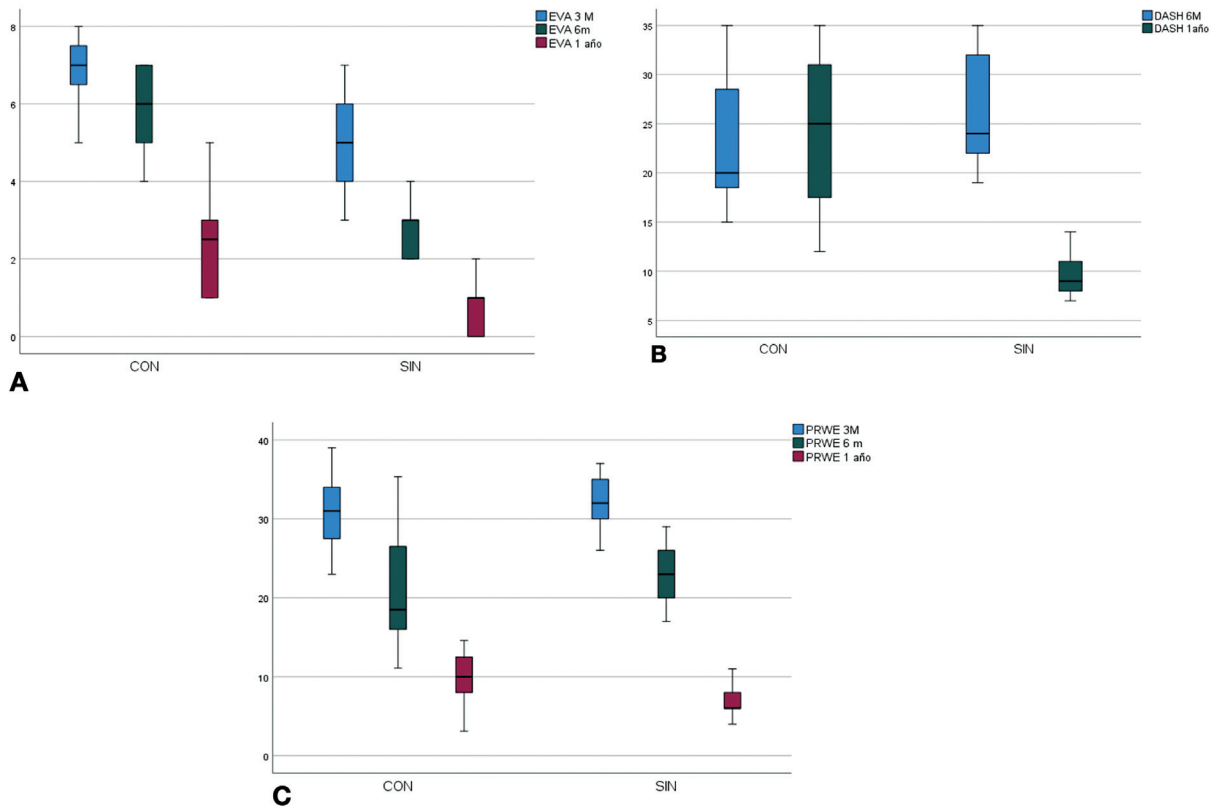 EVA 3 M
EVA 6m
EVA 1 año
8
6
4
2
0
CON
SIN
A
DASH 6M
DASH 1año
35
30
25
20
15
10
5
CON
SIN
B
PRWE 3M
PRWE 6 m
PRWE 1 año
40
30
20
10
0
CON
SIN
C